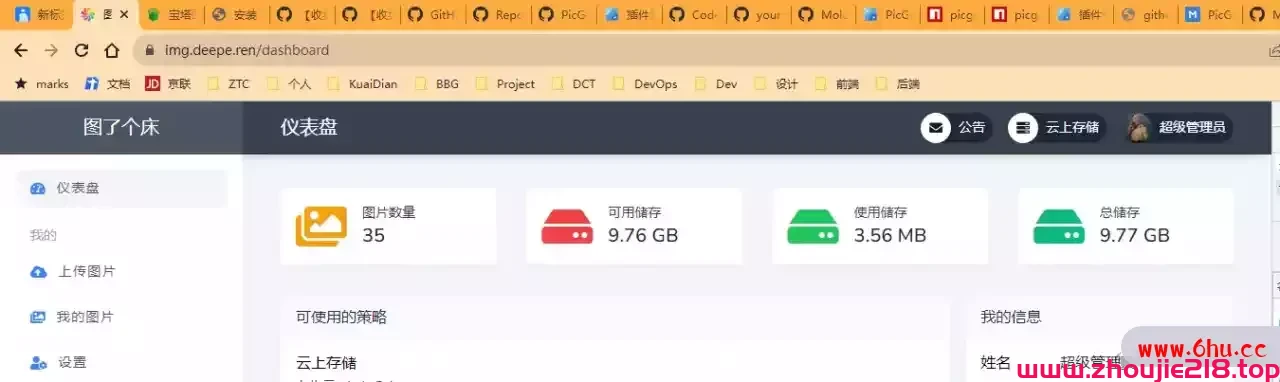 新标 图 宝塔 安装 【收 【收 GitH Repo PicG 插件 Cod your Mol PicG picg picg 插件 gith PicG M
img.deepe.ren/dashboard
marks 文档 JD 京联 ZTC 个人 KuaiDian BBG Project DCT DevOps Dev 设计 前端 后端
图了个床 仪表盘 公告 云上存储 超级管理员
仪表盘
图片数量 可用储存 使用储存 总储存
35 9.76 GB 3.56 MB 9.77 GB
我的
上传图片
我的图片
设置
可使用的策略 我的信息
云上存储 姓名 超级管理
www.6hu.cc
www.zhoujie218.top